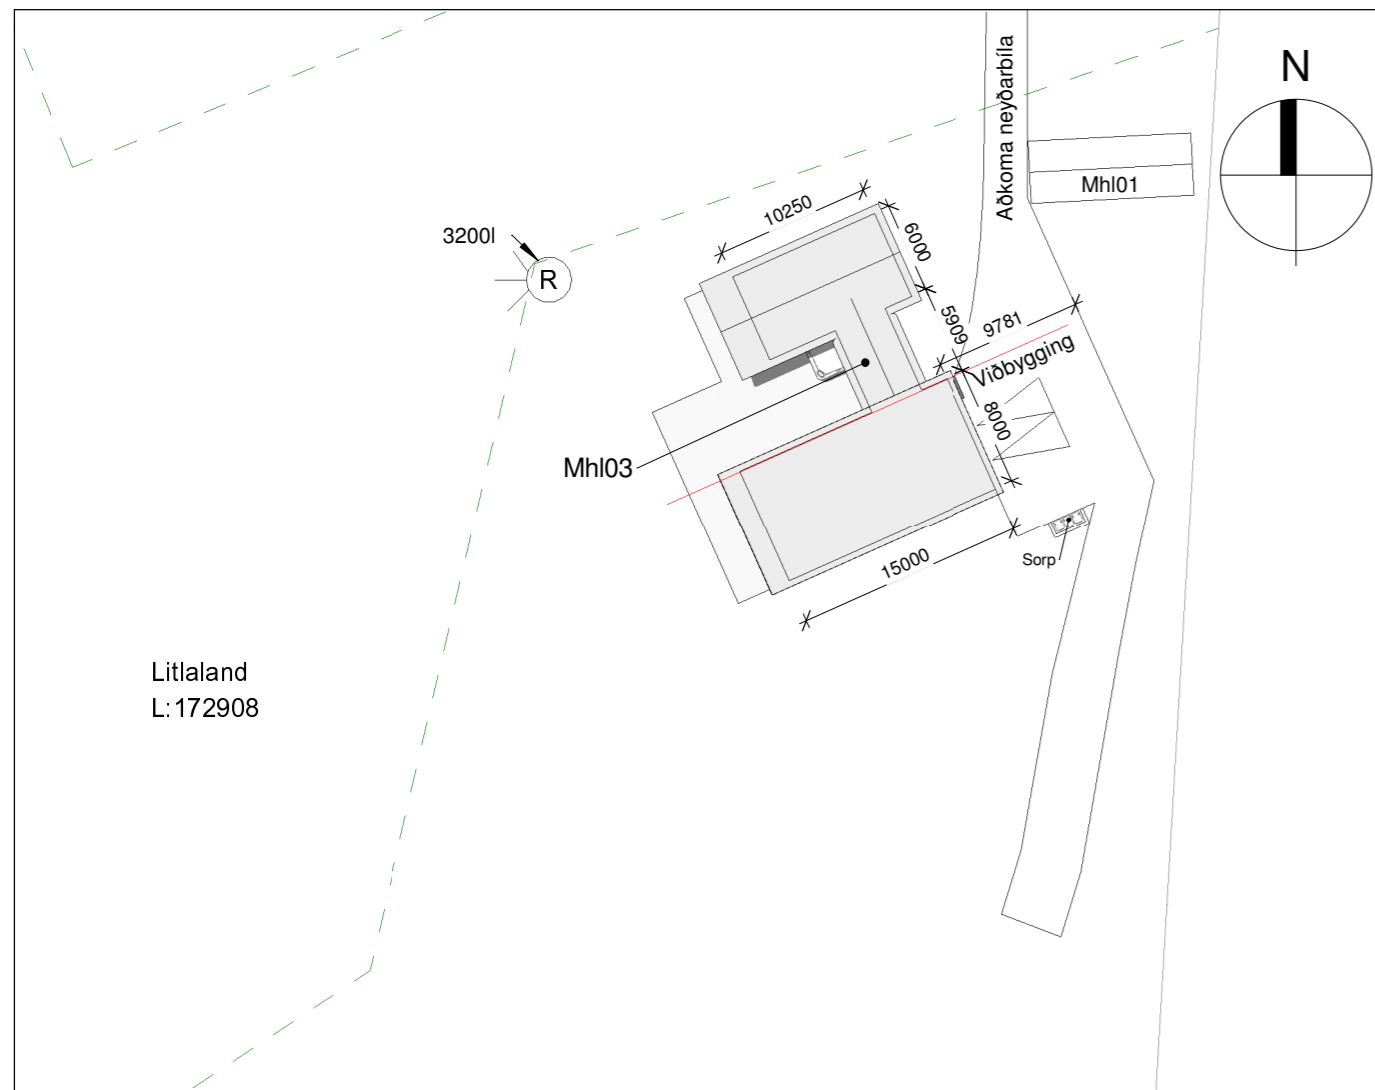 Aðkoma neyðarbíla
N
Mhl01
10250
6000
3200l
R
5909
9781
Viðbygging
8000
Mhl03
Sorp
15000
Litlaland
L:172908